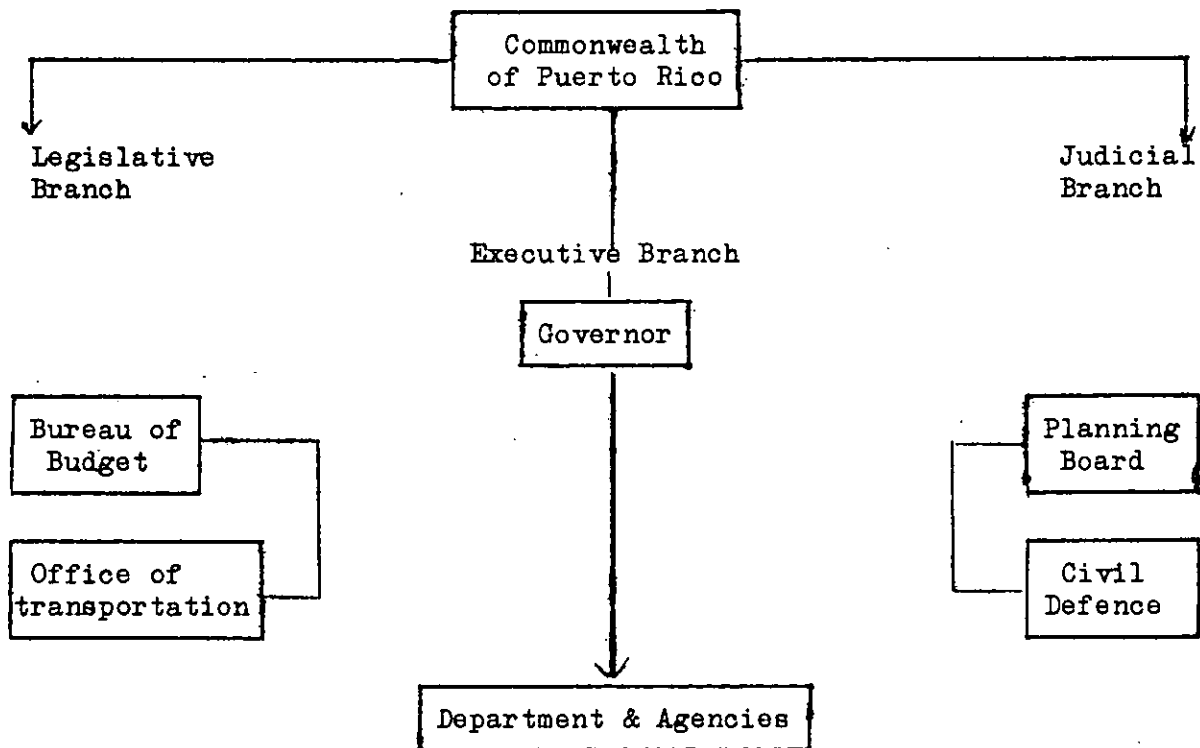 Commonwealth
of Puerto Rico
Legislative
Branch
Judicial
Branch
Executive Branch
Governor
Bureau of
Budget
Planning
Board
Office of
transportation
Civil
Defence
Department & Agencies